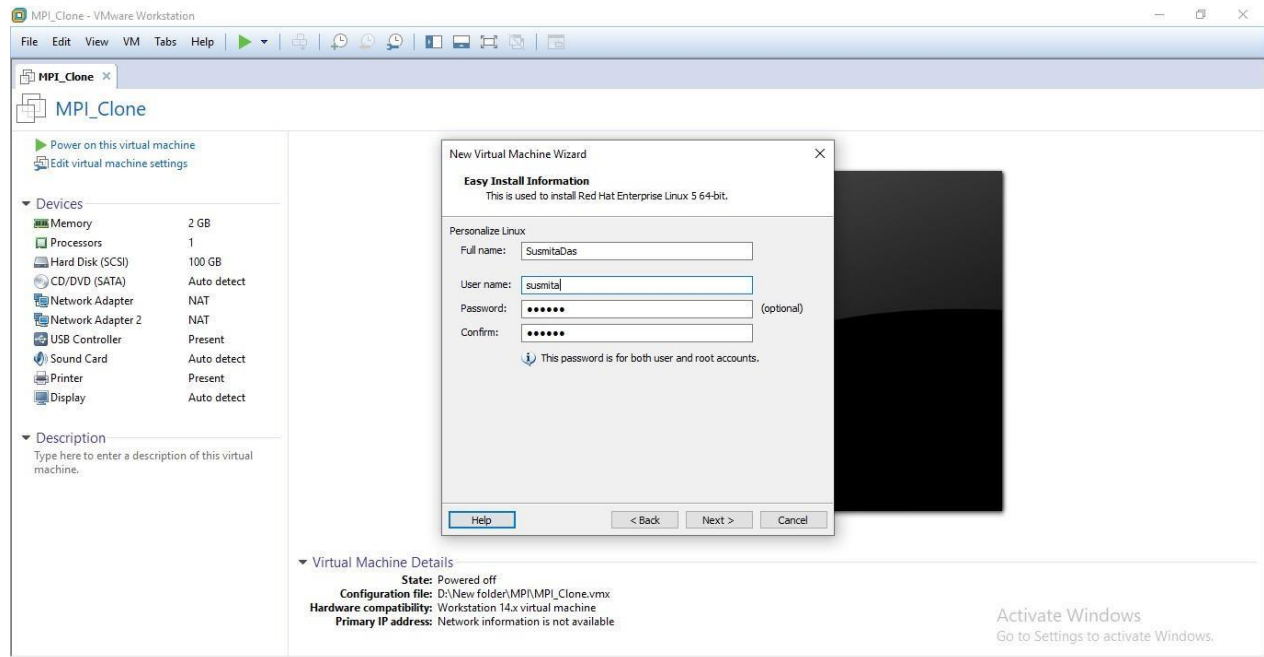 MPI_Clone - VMware Workstation
File Edit View VM Tabs Help
MPI_Clone
MPI_Clone
Power on this virtual machine
Edit virtual machine settings
Devices
Memory 2 GB
Processors 1
Hard Disk (SCSI) 100 GB
CD/DVD (SATA) Auto detect
Network Adapter NAT
Network Adapter 2 NAT
USB Controller Present
Sound Card Auto detect
Printer Present
Display Auto detect
Description
Type here to enter a description of this virtual
machine.
New Virtual Machine Wizard
Easy Install Information
This is used to install Red Hat Enterprise Linux 5 64-bit.
Personalize Linux
Full name: SusmitaDas
User name: susmita
Password: ●●●●●● (optional)
Confirm: ●●●●●●
This password is for both user and root accounts.
Help < Back Next > Cancel
Virtual Machine Details
State: Powered off
Configuration file: D:\New folder\MPI\MPI_Clone.vmx
Hardware compatibility: Workstation 14.x virtual machine
Primary IP address: Network information is not available
Activate Windows
Go to Settings to activate Windows.